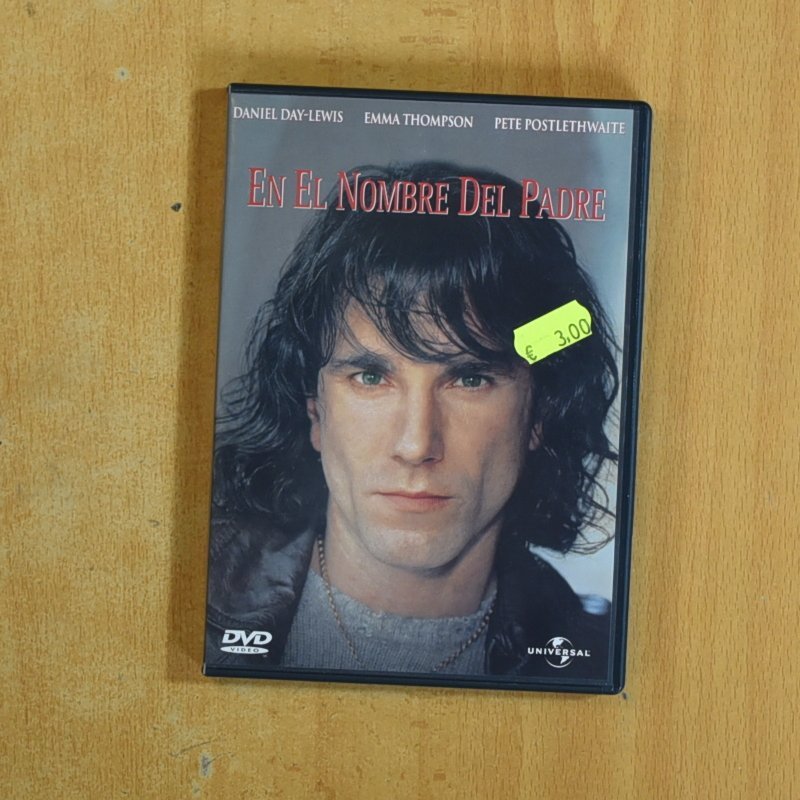 DANIEL DAY-LEWIS EMMA THOMPSON PETE POSTLETHWAITE
EN EL NOMBRE DEL PADRE
€ 3,00
DVD
VIDEO
UNIVERSAL